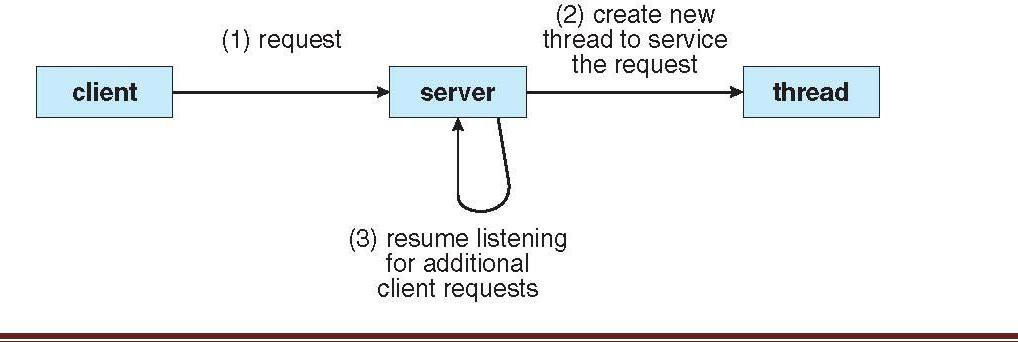 (1) request
(2) create new
thread to service
the request
client
server
thread
(3) resume listening
for additional
client requests